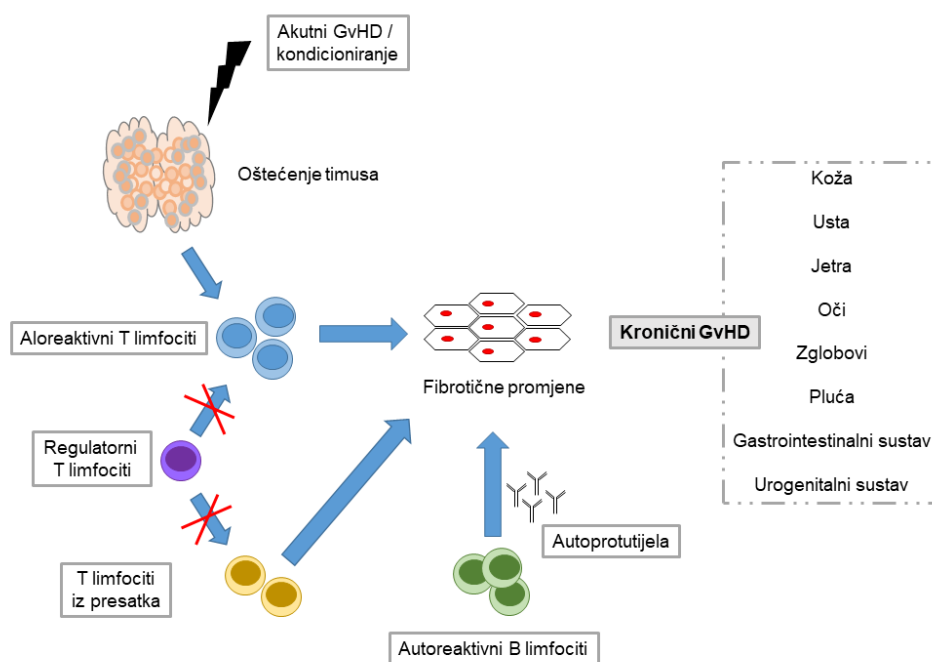 Akutni GvHD /
kondicioniranje
Oštećenje timusa
Aloreaktivni T limfociti
Regulatorni
T limfociti
T limfociti
iz presatka
Fibrotične promjene
Autoprotutijela
Autoreaktivni B limfociti
Kronični GvHD
Koža
Usta
Jetra
Oči
Zglobovi
Pluća
Gastrointestinalni sustav
Urogenitalni sustav